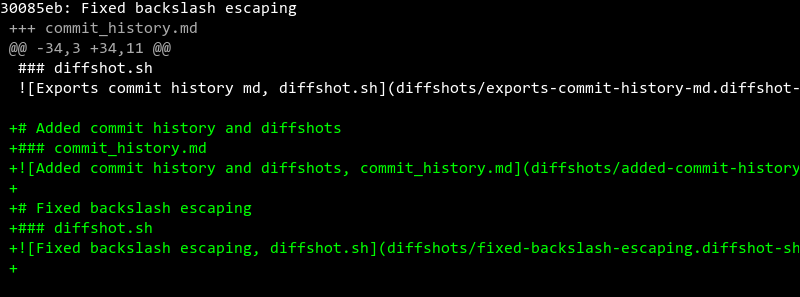 30085eb: Fixed backslash escaping
+++ commit_history.md
@@ -34,3 +34,11 @@
### diffshot.sh
![Exports commit history md, diffshot.sh](diffshots/exports-commit-history-md.diffshot-
+# Added commit history and diffshots
+### commit_history.md
+![Added commit history and diffshots, commit_history.md](diffshots/added-commit-history
+
+# Fixed backslash escaping
+### diffshot.sh
+![Fixed backslash escaping, diffshot.sh](diffshots/fixed-backslash-escaping.diffshot-sh
+